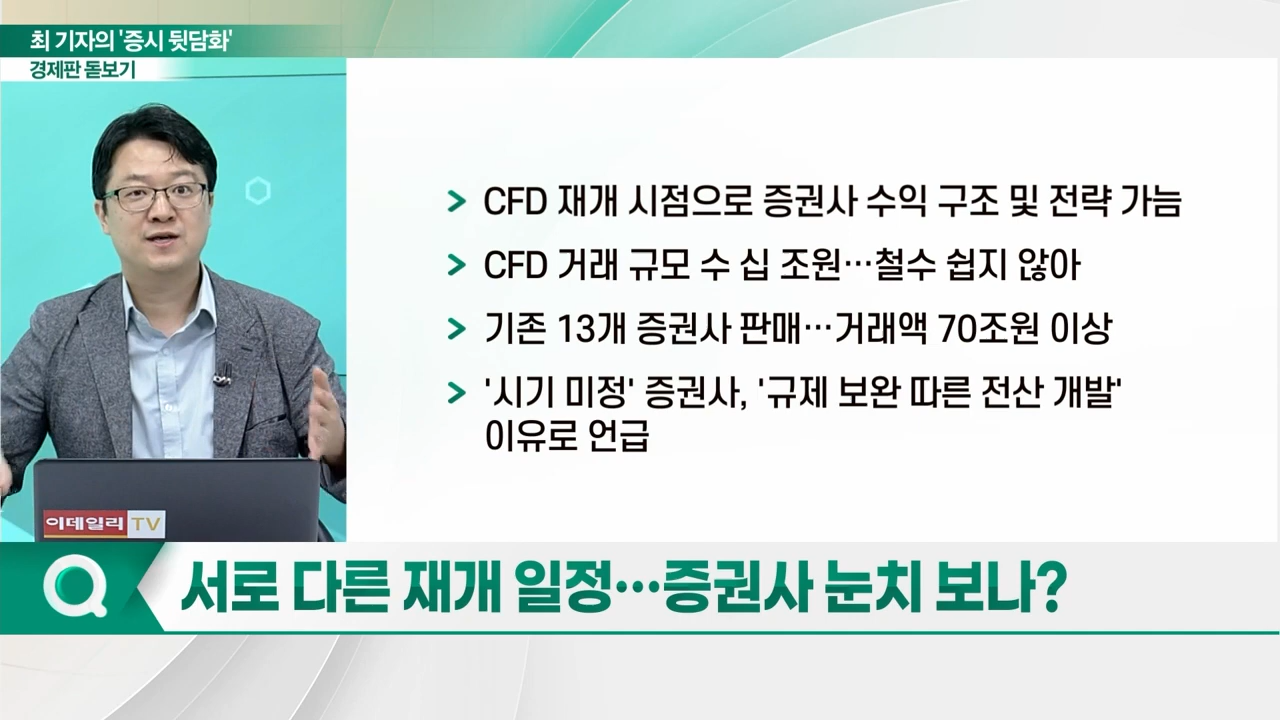 최 기자의 '증시 뒷담화'
경제판 돋보기
> CFD 재개 시점으로 증권사 수익 구조 및 전략 가늠
> CFD 거래 규모 수 십 조원…철수 쉽지 않아
> 기존 13개 증권사 판매…거래액 70조원 이상
> '시기 미정' 증권사, '규제 보완 따른 전산 개발'
이유로 언급
이데일리 TV
서로 다른 재개 일정…증권사 눈치 보나?